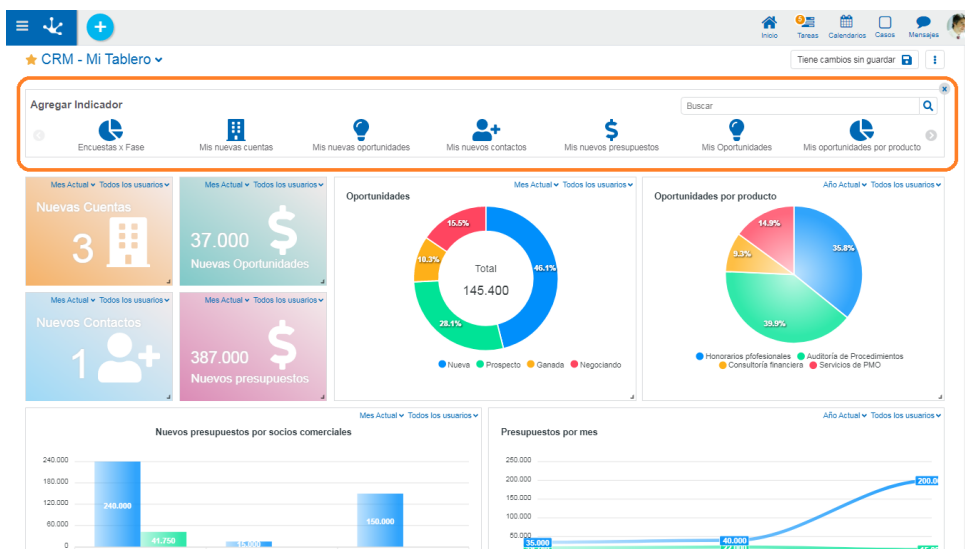 5
Inicio Tareas Calendarios Casos Mensajes
CRM - Mi Tablero
Tiene cambios sin guardar
Agregar Indicador
Buscar
Encuestas x Fase
Mis nuevas cuentas
Mis nuevas oportunidades
Mis nuevos contactos
Mis nuevos presupuestos
Mis Oportunidades
Mis oportunidades por producto
Mes Actual Todos los usuarios
Nuevas Cuentas
3
Mes Actual Todos los usuarios
37.000
Nuevas Oportunidades
Mes Actual Todos los usuarios
Nuevos Contactos
1
Mes Actual Todos los usuarios
387.000
Nuevos presupuestos
Mes Actual Todos los usuarios
Oportunidades
15.5%
10.3%
46.1%
28.1%
Total
145.400
Nueva Prospecto Ganada Negociando
Año Actual Todos los usuarios
Oportunidades por producto
14.9%
9.3%
35.8%
39.9%
Honorarios pfofesionales Auditoría de Procedimientos
Consultoría financiera Servicios de PMO
Mes Actual Todos los usuarios
Nuevos presupuestos por socios comerciales
240.000
180.000
120.000
60.000
0
240.000
41.750
15.000
150.000
Año Actual Todos los usuarios
Presupuestos por mes
250.000
200.000
150.000
100.000
50.000
35.000
40.000